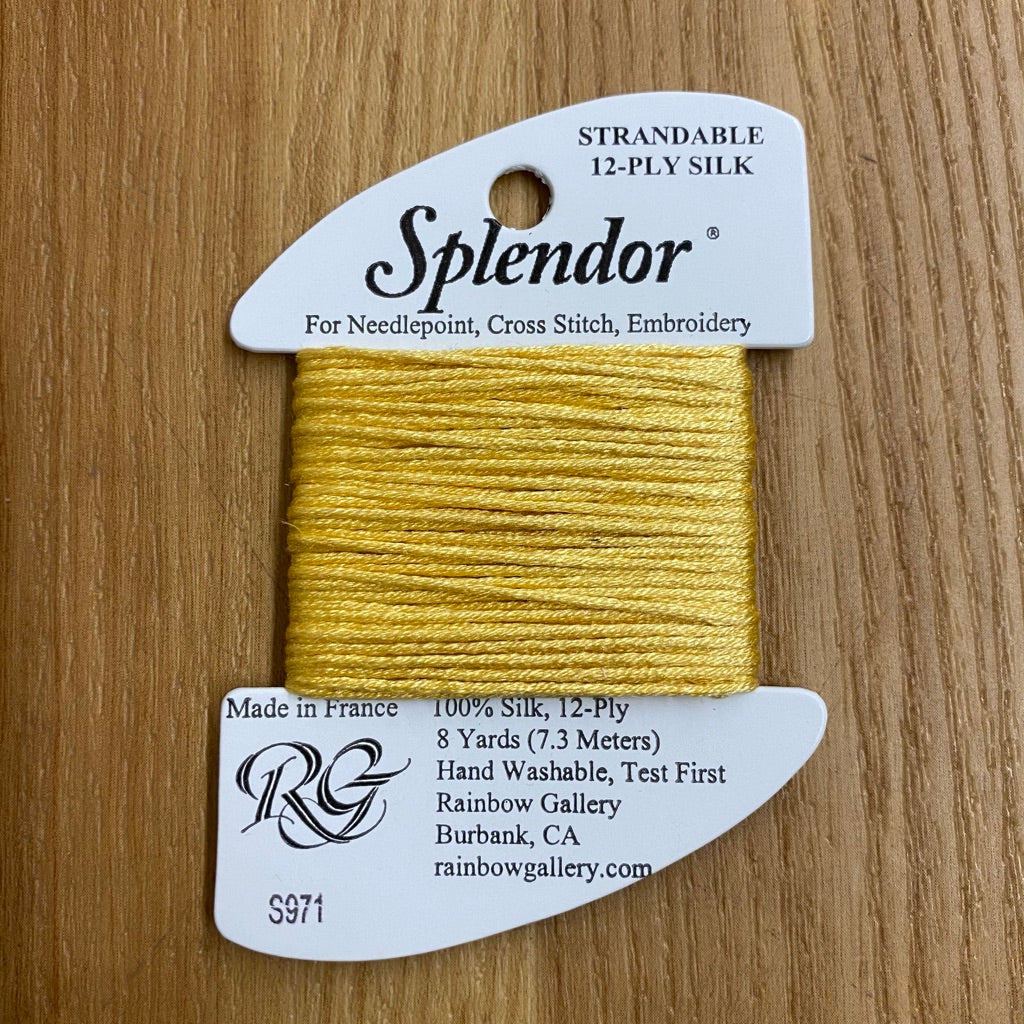 STRANDABLE
12-PLY SILK
Splendor ®
For Needlepoint, Cross Stitch, Embroidery
Made in France
RG
S971
100% Silk, 12-Ply
8 Yards (7.3 Meters)
Hand Washable, Test First
Rainbow Gallery
Burbank, CA
rainbowgallery.com